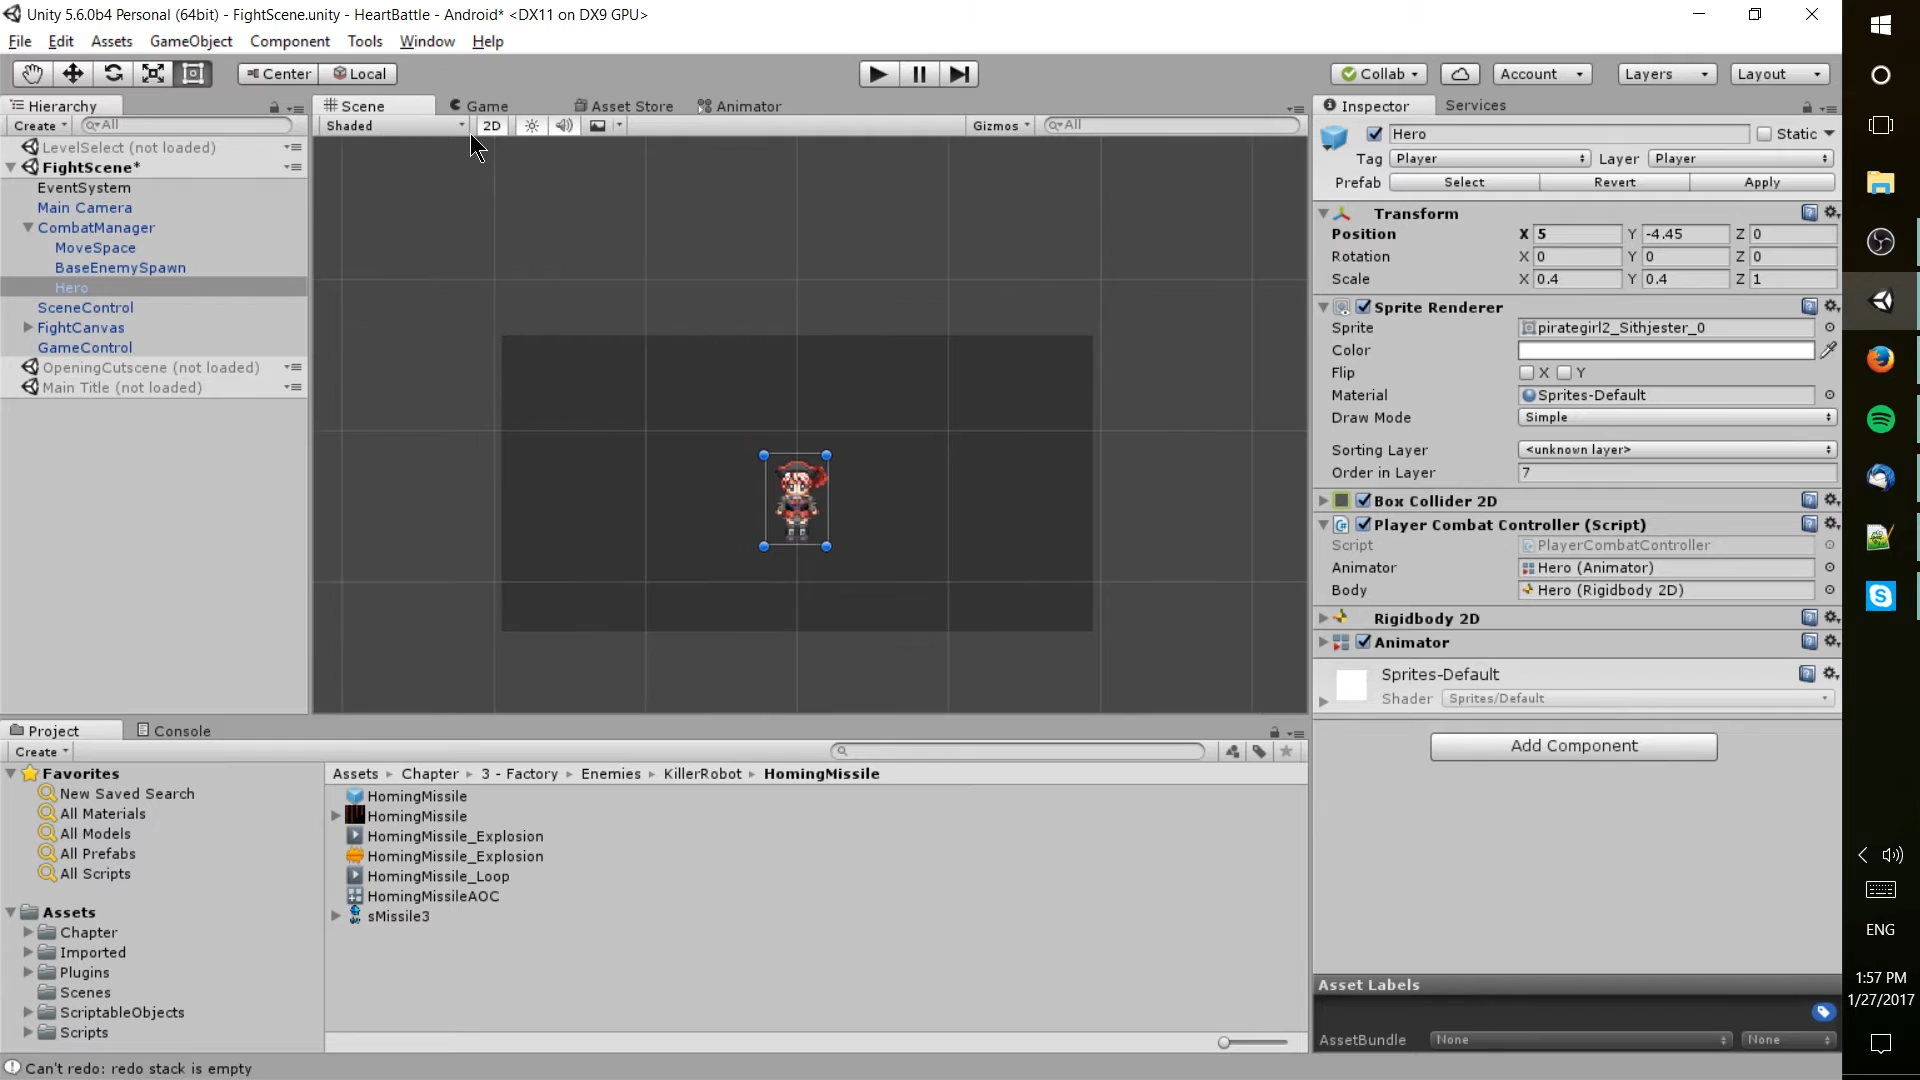 Unity 5.6.0b4 Personal (64bit) - FightScene.unity - HeartBattle - Android* <DX11 on DX9 GPU>
File Edit Assets GameObject Component Tools Window Help
Center Local Collab Account Layers Layout
Hierarchy
Create All
LevelSelect (not loaded)
FightScene*
EventSystem
Main Camera
CombatManager
MoveSpace
BaseEnemySpawn
Hero
SceneControl
FightCanvas
GameControl
OpeningCutscene (not loaded)
Main Title (not loaded)
Scene Game Asset Store Animator
Shaded 2D Gizmos All
Inspector Services
Hero Static
Tag Player Layer Player
Prefab Select Revert Apply
Transform
Position X 5 Y -4.45 Z 0
Rotation X 0 Y 0 Z 0
Scale X 0.4 Y 0.4 Z 1
Sprite Renderer
Sprite pirategirl2_Sithjester_0
Color
Flip X Y
Material Sprites-Default
Draw Mode Simple
Sorting Layer <unknown layer>
Order in Layer 7
Box Collider 2D
Player Combat Controller (Script)
Script PlayerCombatController
Animator Hero (Animator)
Body Hero (Rigidbody 2D)
Rigidbody 2D
Animator
Sprites-Default
Shader Sprites/Default
Add Component
Asset Labels
AssetBundle None None
Project Console
Create
Favorites
New Saved Search
All Materials
All Models
All Prefabs
All Scripts
Assets
Chapter
Imported
Plugins
Scenes
ScriptableObjects
Scripts
Assets Chapter 3 - Factory Enemies KillerRobot HomingMissile
HomingMissile
HomingMissile
HomingMissile_Explosion
HomingMissile_Explosion
HomingMissile_Loop
HomingMissileAOC
sMissile3
Can't redo: redo stack is empty
ENG
1:57 PM
1/27/2017